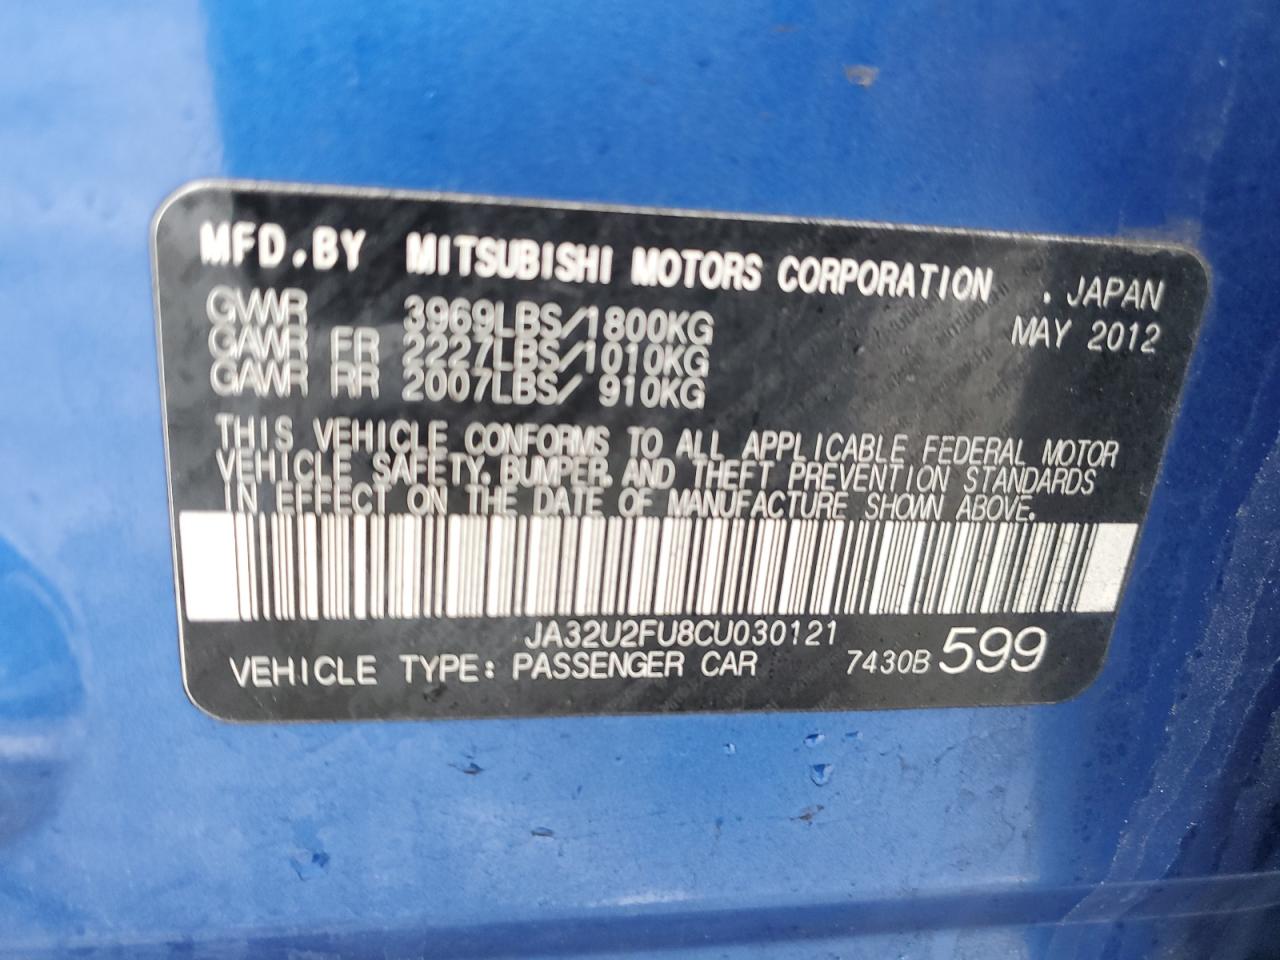 MFD.BY MITSUBISHI MOTORS CORPORATION . JAPAN
GVWR 3969LBS/1800KG MAY 2012
GAWR FR 2227LBS/1010KG
GAWR RR 2007LBS/ 910KG
THIS VEHICLE CONFORMS TO ALL APPLICABLE FEDERAL MOTOR
VEHICLE SAFETY, BUMPER, AND THEFT PREVENTION STANDARDS
IN EFFECT ON THE DATE OF MANUFACTURE SHOWN ABOVE.
JA32U2FU8CU030121
VEHICLE TYPE: PASSENGER CAR 7430B 599